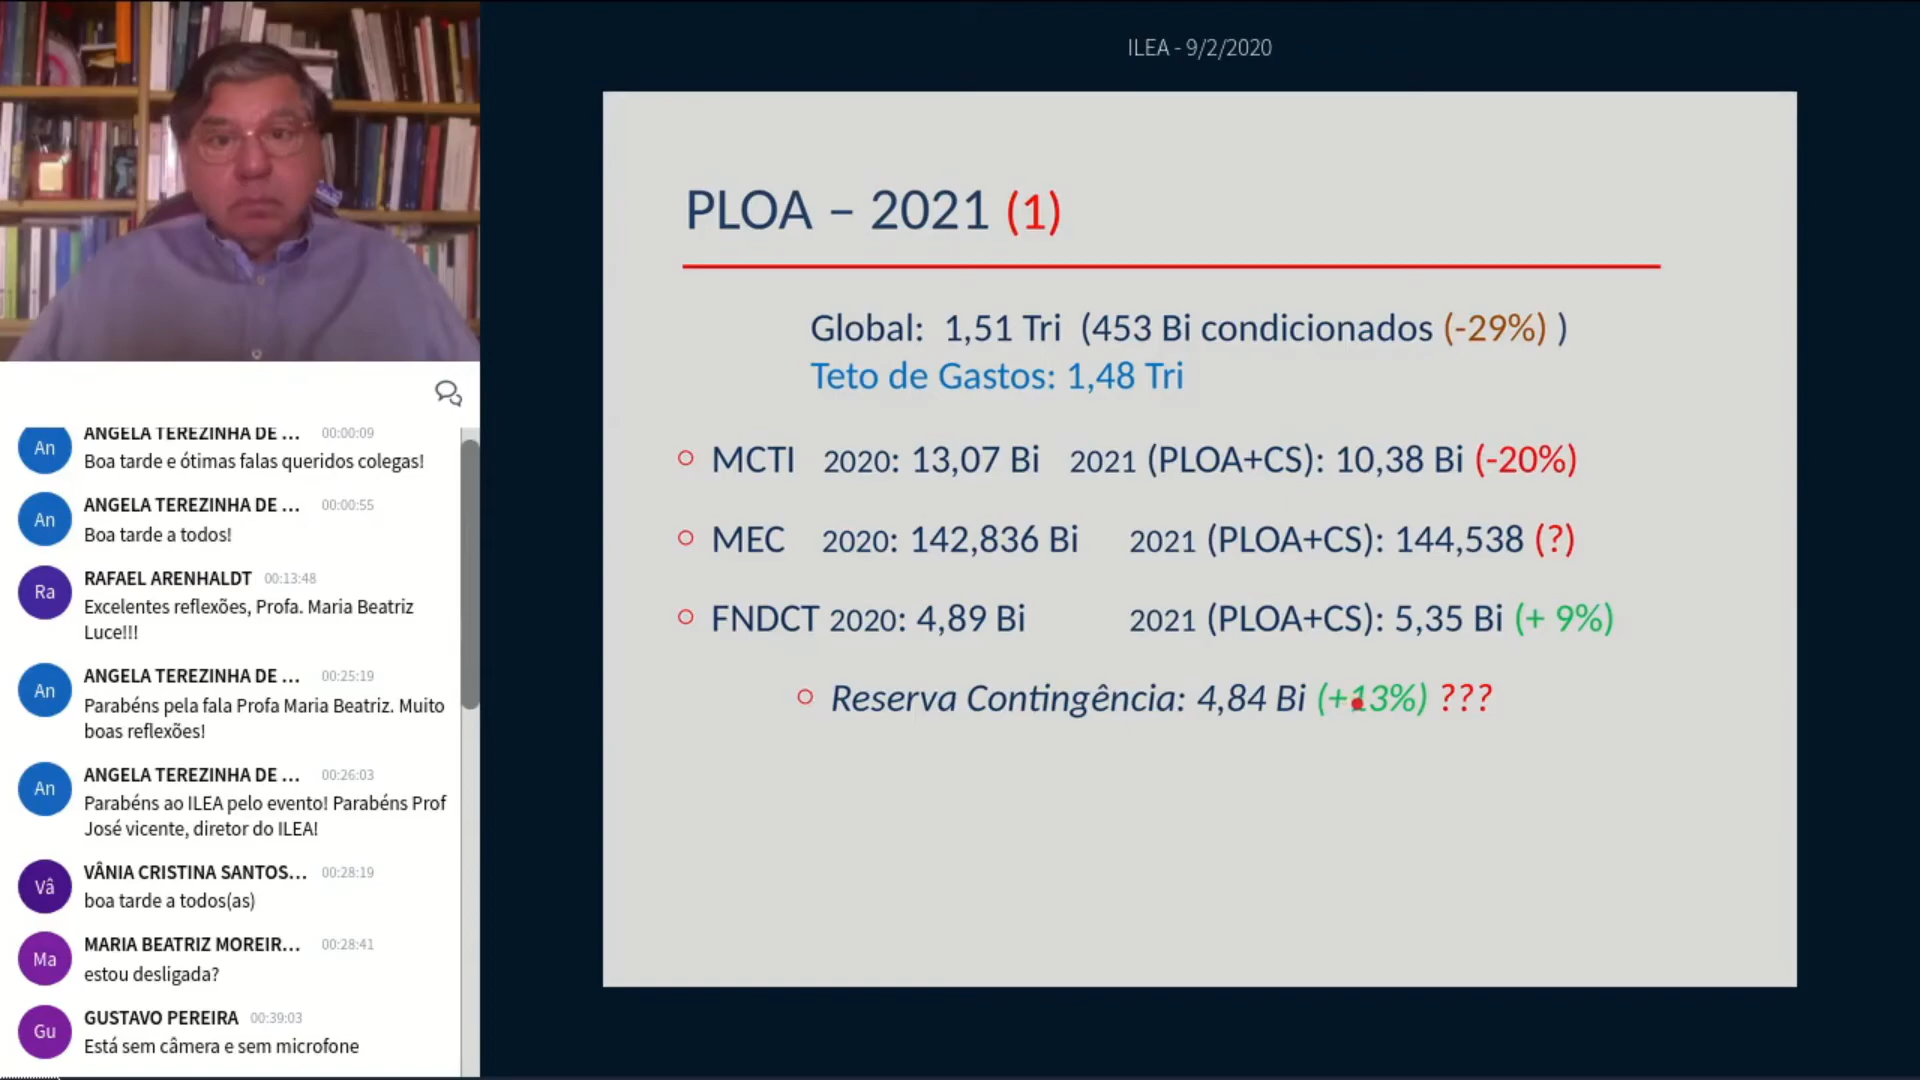 ILEA - 9/2/2020
PLOA – 2021 (1)
Global: 1,51 Tri (453 Bi condicionados (-29%) )
Teto de Gastos: 1,48 Tri
MCTI 2020: 13,07 Bi 2021 (PLOA+CS): 10,38 Bi (-20%)
MEC 2020: 142,836 Bi 2021 (PLOA+CS): 144,538 (?)
FNDCT 2020: 4,89 Bi 2021 (PLOA+CS): 5,35 Bi (+ 9%)
Reserva Contingência: 4,84 Bi (+13%) ???
An
ANGELA TEREZINHA DE ... 00:00:09
Boa tarde e ótimas falas queridos colegas!
An
ANGELA TEREZINHA DE ... 00:00:55
Boa tarde a todos!
Ra
RAFAEL ARENHALDT 00:13:48
Excelentes reflexões, Profa. Maria Beatriz
Luce!!!
An
ANGELA TEREZINHA DE ... 00:25:19
Parabéns pela fala Profa Maria Beatriz. Muito
boas reflexões!
An
ANGELA TEREZINHA DE ... 00:26:03
Parabéns ao ILEA pelo evento! Parabéns Prof
José vicente, diretor do ILEA!
Vâ
VÂNIA CRISTINA SANTOS... 00:28:19
boa tarde a todos(as)
Ma
MARIA BEATRIZ MOREIR... 00:28:41
estou desligada?
Gu
GUSTAVO PEREIRA 00:39:03
Está sem câmera e sem microfone